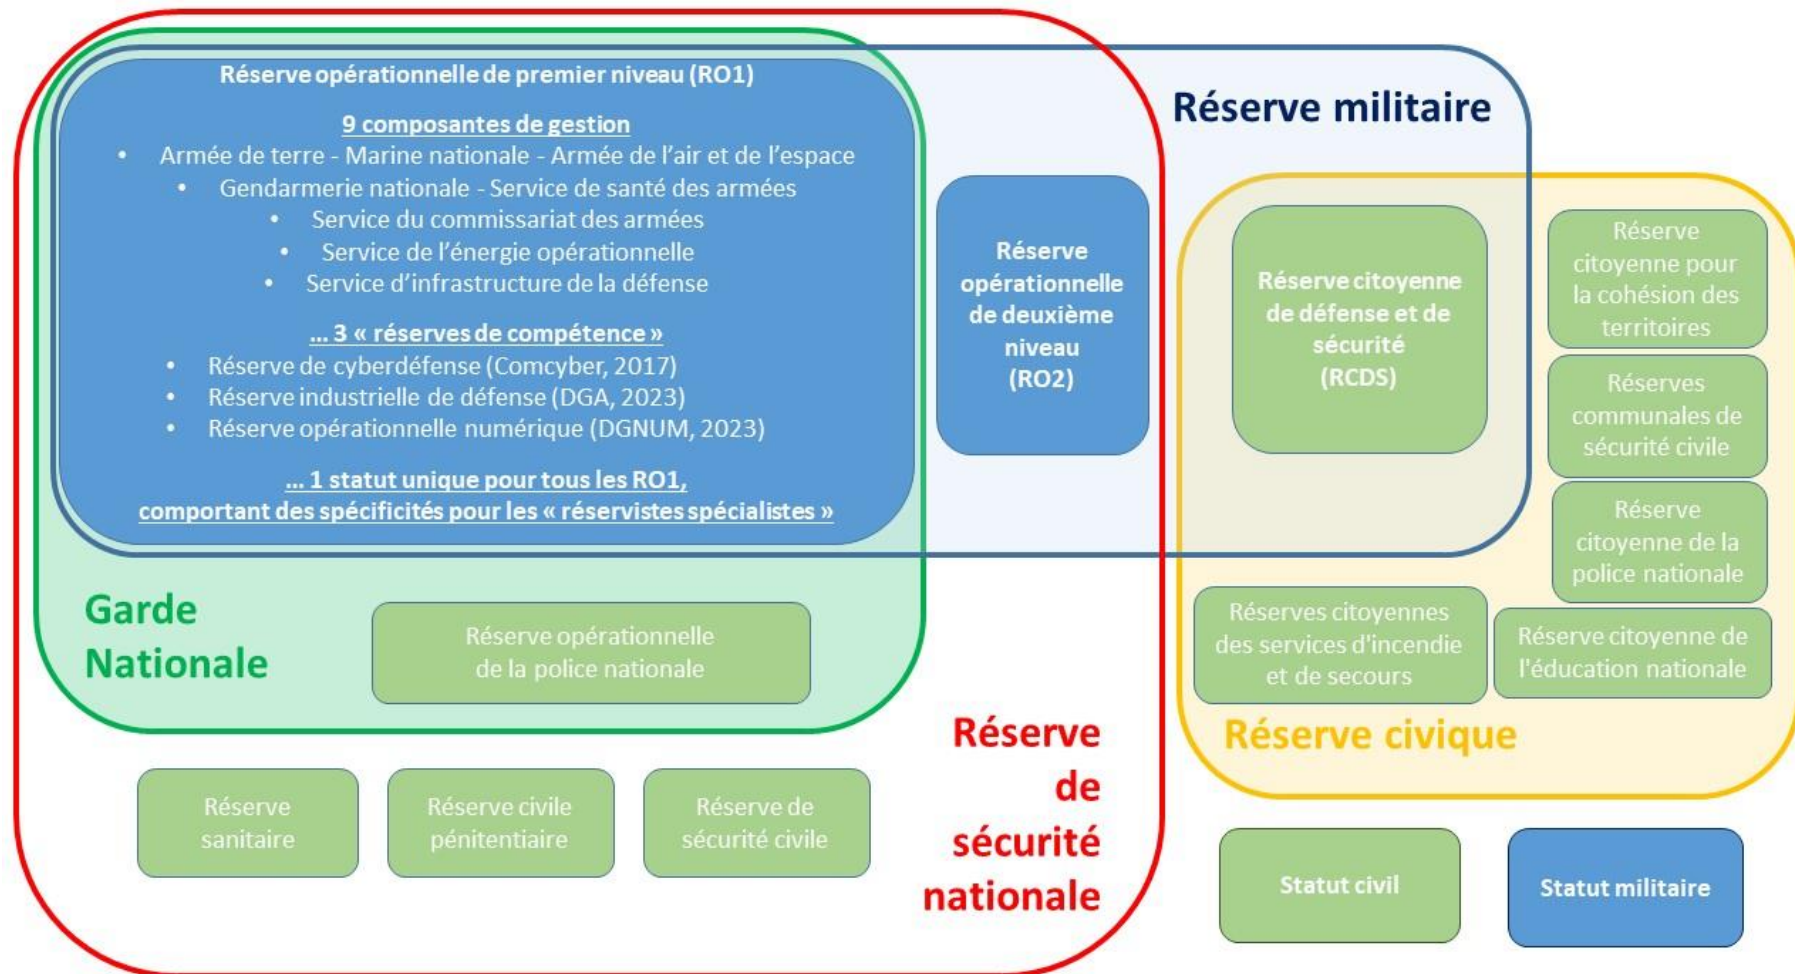 Réserve opérationnelle de premier niveau (RO1)
9 composantes de gestion
• Armée de terre - Marine nationale - Armée de l'air et de l'espace
• Gendarmerie nationale - Service de santé des armées
• Service du commissariat des armées
• Service de l'énergie opérationnelle
• Service d'infrastructure de la défense
... 3 « réserves de compétence »
• Réserve de cyberdéfense (Comcyber, 2017)
• Réserve industrielle de défense (DGA, 2023)
• Réserve opérationnelle numérique (DGNUM, 2023)
... 1 statut unique pour tous les RO1,
comportant des spécificités pour les « réservistes spécialistes »
Garde
Nationale
Réserve opérationnelle
de la police nationale
Réserve
sanitaire
Réserve civile
pénitentiaire
Réserve de
sécurité civile
Réserve
de
sécurité
nationale
Réserve
opérationnelle
de deuxième
niveau
(RO2)
Réserve militaire
Réserve citoyenne
de défense et de
sécurité
(RCDS)
Réserve
citoyenne pour
la cohésion des
territoires
Réserves
communales de
sécurité civile
Réserve
citoyenne de la
police nationale
Réserves citoyennes
des services d'incendie
et de secours
Réserve citoyenne de
l'éducation nationale
Réserve civique
Statut civil
Statut militaire